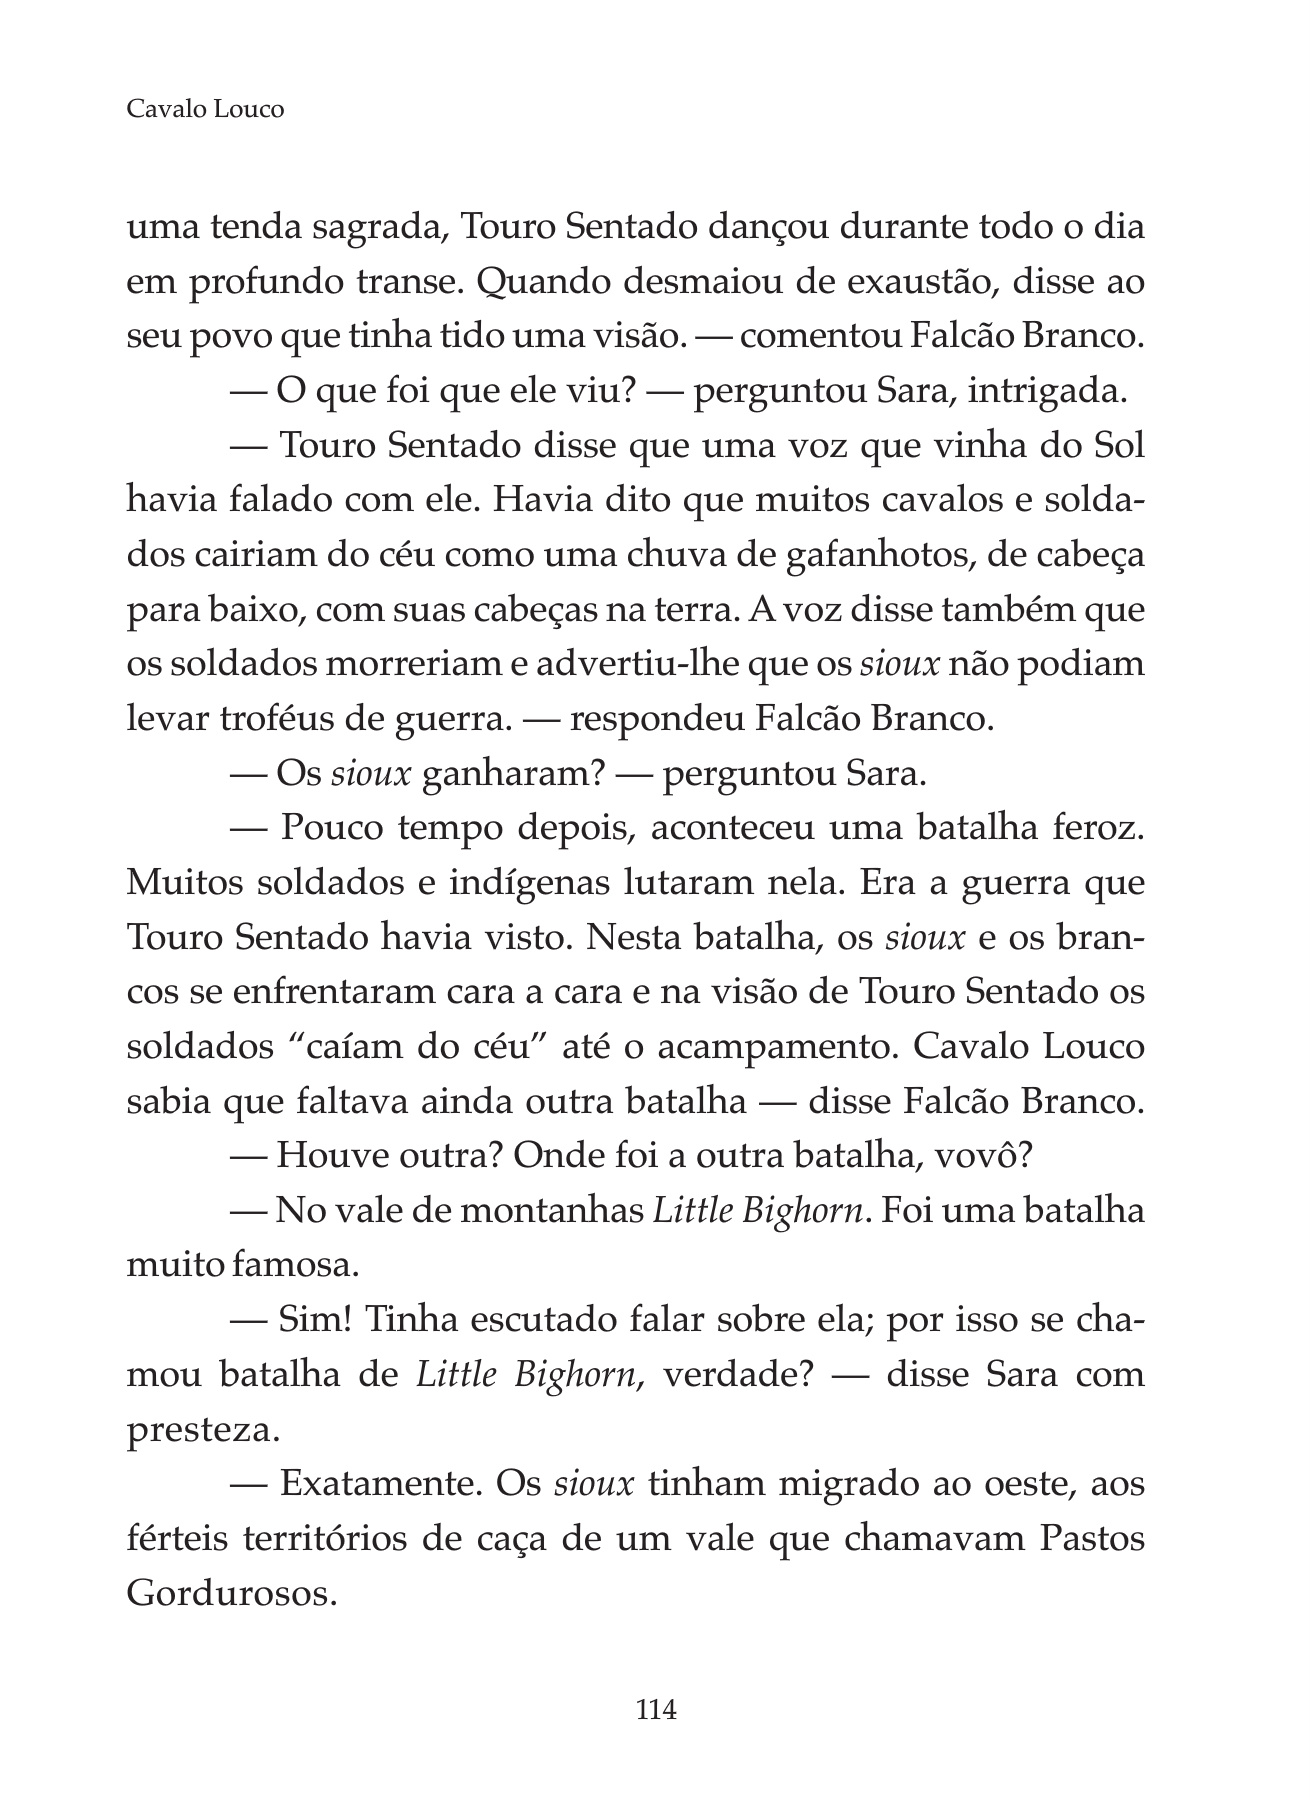 Cavalo Louco
uma tenda sagrada, Touro Sentado dançou durante todo o dia
em profundo transe. Quando desmaiou de exaustão, disse ao
seu povo que tinha tido uma visão. — comentou Falcão Branco.
— O que foi que ele viu? — perguntou Sara, intrigada.
— Touro Sentado disse que uma voz que vinha do Sol
havia falado com ele. Havia dito que muitos cavalos e solda-
dos cairiam do céu como uma chuva de gafanhotos, de cabeça
para baixo, com suas cabeças na terra. A voz disse também que
os soldados morreriam e advertiu-lhe que os sioux não podiam
levar troféus de guerra. — respondeu Falcão Branco.
— Os sioux ganharam? — perguntou Sara.
— Pouco tempo depois, aconteceu uma batalha feroz.
Muitos soldados e indígenas lutaram nela. Era a guerra que
Touro Sentado havia visto. Nesta batalha, os sioux e os bran-
cos se enfrentaram cara a cara e na visão de Touro Sentado os
soldados “caíam do céu” até o acampamento. Cavalo Louco
sabia que faltava ainda outra batalha — disse Falcão Branco.
— Houve outra? Onde foi a outra batalha, vovô?
— No vale de montanhas Little Bighorn. Foi uma batalha
muito famosa.
— Sim! Tinha escutado falar sobre ela; por isso se cha-
mou batalha de Little Bighorn, verdade? — disse Sara com
presteza.
— Exatamente. Os sioux tinham migrado ao oeste, aos
férteis territórios de caça de um vale que chamavam Pastos
Gordurosos.
114